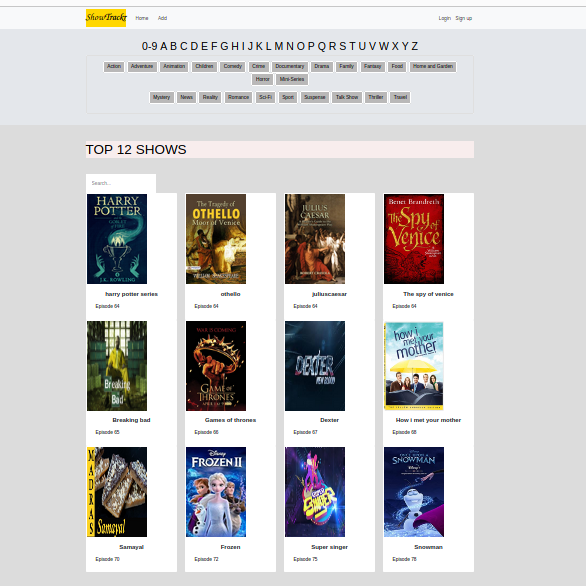 ShowTrackr Home Add Login Sign up
0-9 A B C D E F G H I J K L M N O P Q R S T U V W X Y Z
Action Adventure Animation Children Comedy Crime Documentary Drama Family Fantasy Food Home and Garden
Horror Mini-Series
Mystery News Reality Romance Sci-Fi Sport Suspense Talk Show Thriller Travel
TOP 12 SHOWS
Search...
HARRY POTTER
J.K. ROWLING
The Tragedy of
OTHELLO
Moor of Venice
JULIUS
CAESAR
Benet Brandreth
The Spy
of
Venice
harry potter series othello juliuscaesar The spy of venice
Episode 64 Episode 64 Episode 64 Episode 64
Breaking
Bad
WAR IS COMING
GAME OF
THRONES
DEXTER
NEW BLOOD
how i
met your
mother
Breaking bad Games of thrones Dexter How i met your mother
Episode 65 Episode 66 Episode 67 Episode 68
MADRAS
Samayal
Disney
FROZEN II
SUPER
SINGER
SNOWMAN
Samayal Frozen Super singer Snowman
Episode 70 Episode 72 Episode 75 Episode 78